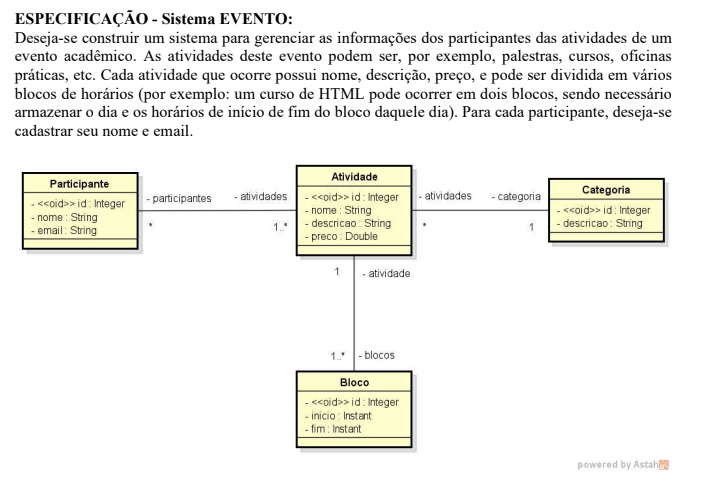 ESPECIFICAÇÃO - Sistema EVENTO:
Deseja-se construir um sistema para gerenciar as informações dos participantes das atividades de um
evento acadêmico. As atividades deste evento podem ser, por exemplo, palestras, cursos, oficinas
práticas, etc. Cada atividade que ocorre possui nome, descrição, preço, e pode ser dividida em vários
blocos de horários (por exemplo: um curso de HTML pode ocorrer em dois blocos, sendo necessário
armazenar o dia e os horários de início de fim do bloco daquele dia). Para cada participante, deseja-se
cadastrar seu nome e email.
Participante
- <<oid>> id : Integer
- nome : String
- email : String
- participantes
*
- atividades
1..*
Atividade
- <<oid>> id : Integer
- nome : String
- descricao : String
- preco : Double
- atividades
*
- categoria
1
Categoria
- <<oid>> id : Integer
- descricao : String
1
- atividade
1..*
- blocos
Bloco
- <<oid>> id : Integer
- inicio : Instant
- fim : Instant
powered by Astah